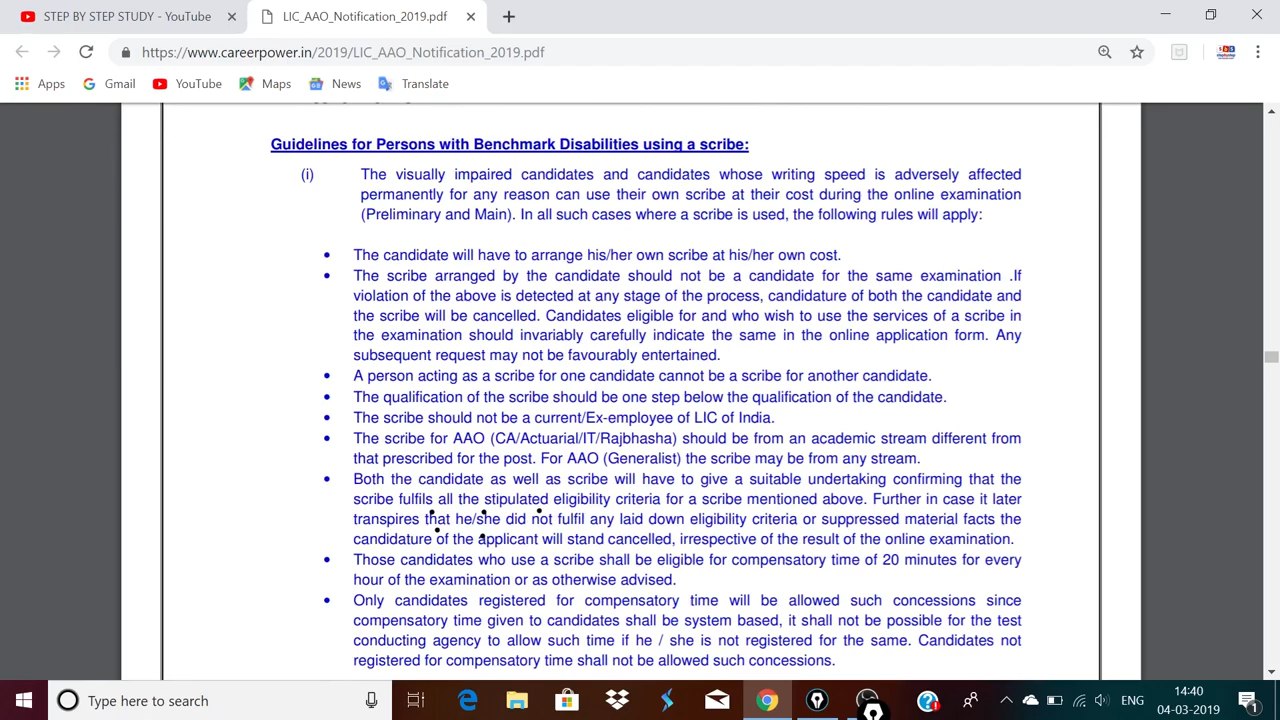 STEP BY STEP STUDY - YouTube
LIC_AAO_Notification_2019.pdf
https://www.careerpower.in/2019/LIC_AAO_Notification_2019.pdf
Apps Gmail YouTube Maps News Translate
Guidelines for Persons with Benchmark Disabilities using a scribe:
(i) The visually impaired candidates and candidates whose writing speed is adversely affected
permanently for any reason can use their own scribe at their cost during the online examination
(Preliminary and Main). In all such cases where a scribe is used, the following rules will apply:
• The candidate will have to arrange his/her own scribe at his/her own cost.
• The scribe arranged by the candidate should not be a candidate for the same examination .If
violation of the above is detected at any stage of the process, candidature of both the candidate and
the scribe will be cancelled. Candidates eligible for and who wish to use the services of a scribe in
the examination should invariably carefully indicate the same in the online application form. Any
subsequent request may not be favourably entertained.
• A person acting as a scribe for one candidate cannot be a scribe for another candidate.
• The qualification of the scribe should be one step below the qualification of the candidate.
• The scribe should not be a current/Ex-employee of LIC of India.
• The scribe for AAO (CA/Actuarial/IT/Rajbhasha) should be from an academic stream different from
that prescribed for the post. For AAO (Generalist) the scribe may be from any stream.
• Both the candidate as well as scribe will have to give a suitable undertaking confirming that the
scribe fulfils all the stipulated eligibility criteria for a scribe mentioned above. Further in case it later
transpires that he/she did not fulfil any laid down eligibility criteria or suppressed material facts the
candidature of the applicant will stand cancelled, irrespective of the result of the online examination.
• Those candidates who use a scribe shall be eligible for compensatory time of 20 minutes for every
hour of the examination or as otherwise advised.
• Only candidates registered for compensatory time will be allowed such concessions since
compensatory time given to candidates shall be system based, it shall not be possible for the test
conducting agency to allow such time if he / she is not registered for the same. Candidates not
registered for compensatory time shall not be allowed such concessions.
Type here to search
ENG
14:40
04-03-2019